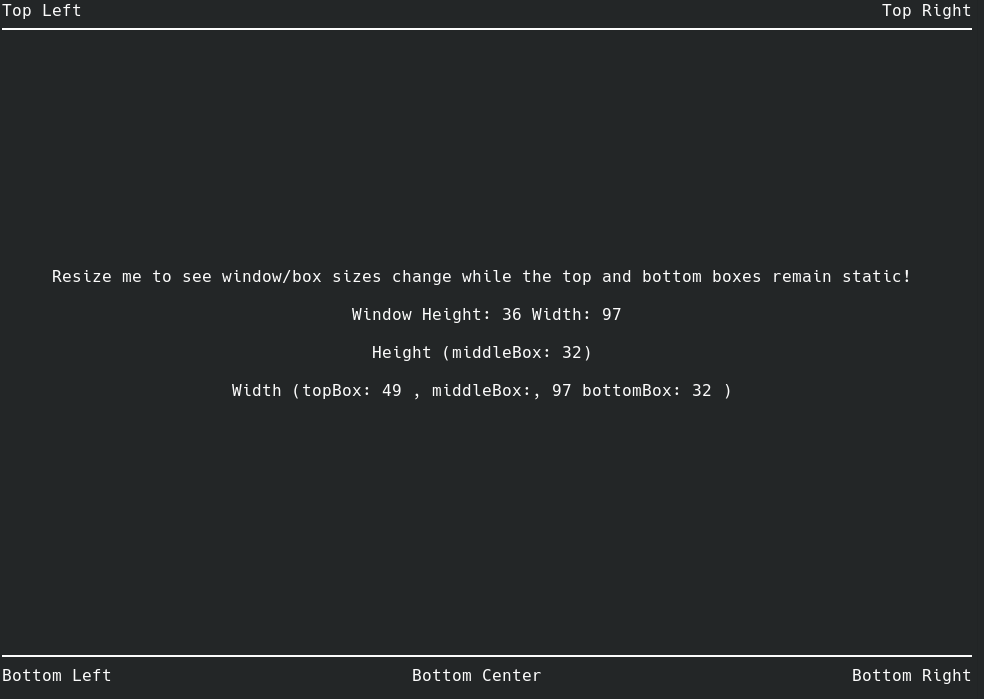 Top Left Top Right
Resize me to see window/box sizes change while the top and bottom boxes remain static!
Window Height: 36 Width: 97
Height (middleBox: 32)
Width (topBox: 49 , middleBox:, 97 bottomBox: 32 )
Bottom Left Bottom Center Bottom Right